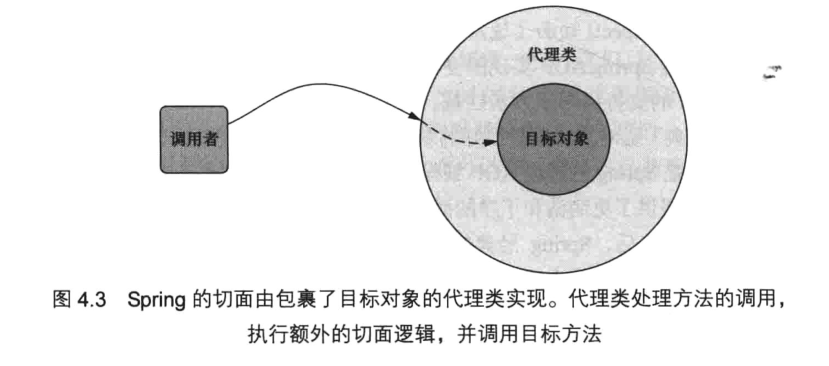 代理类
调用者
目标对象
图 4.3 Spring 的切面由包裹了目标对象的代理类实现。代理类处理方法的调用，
执行额外的切面逻辑，并调用目标方法